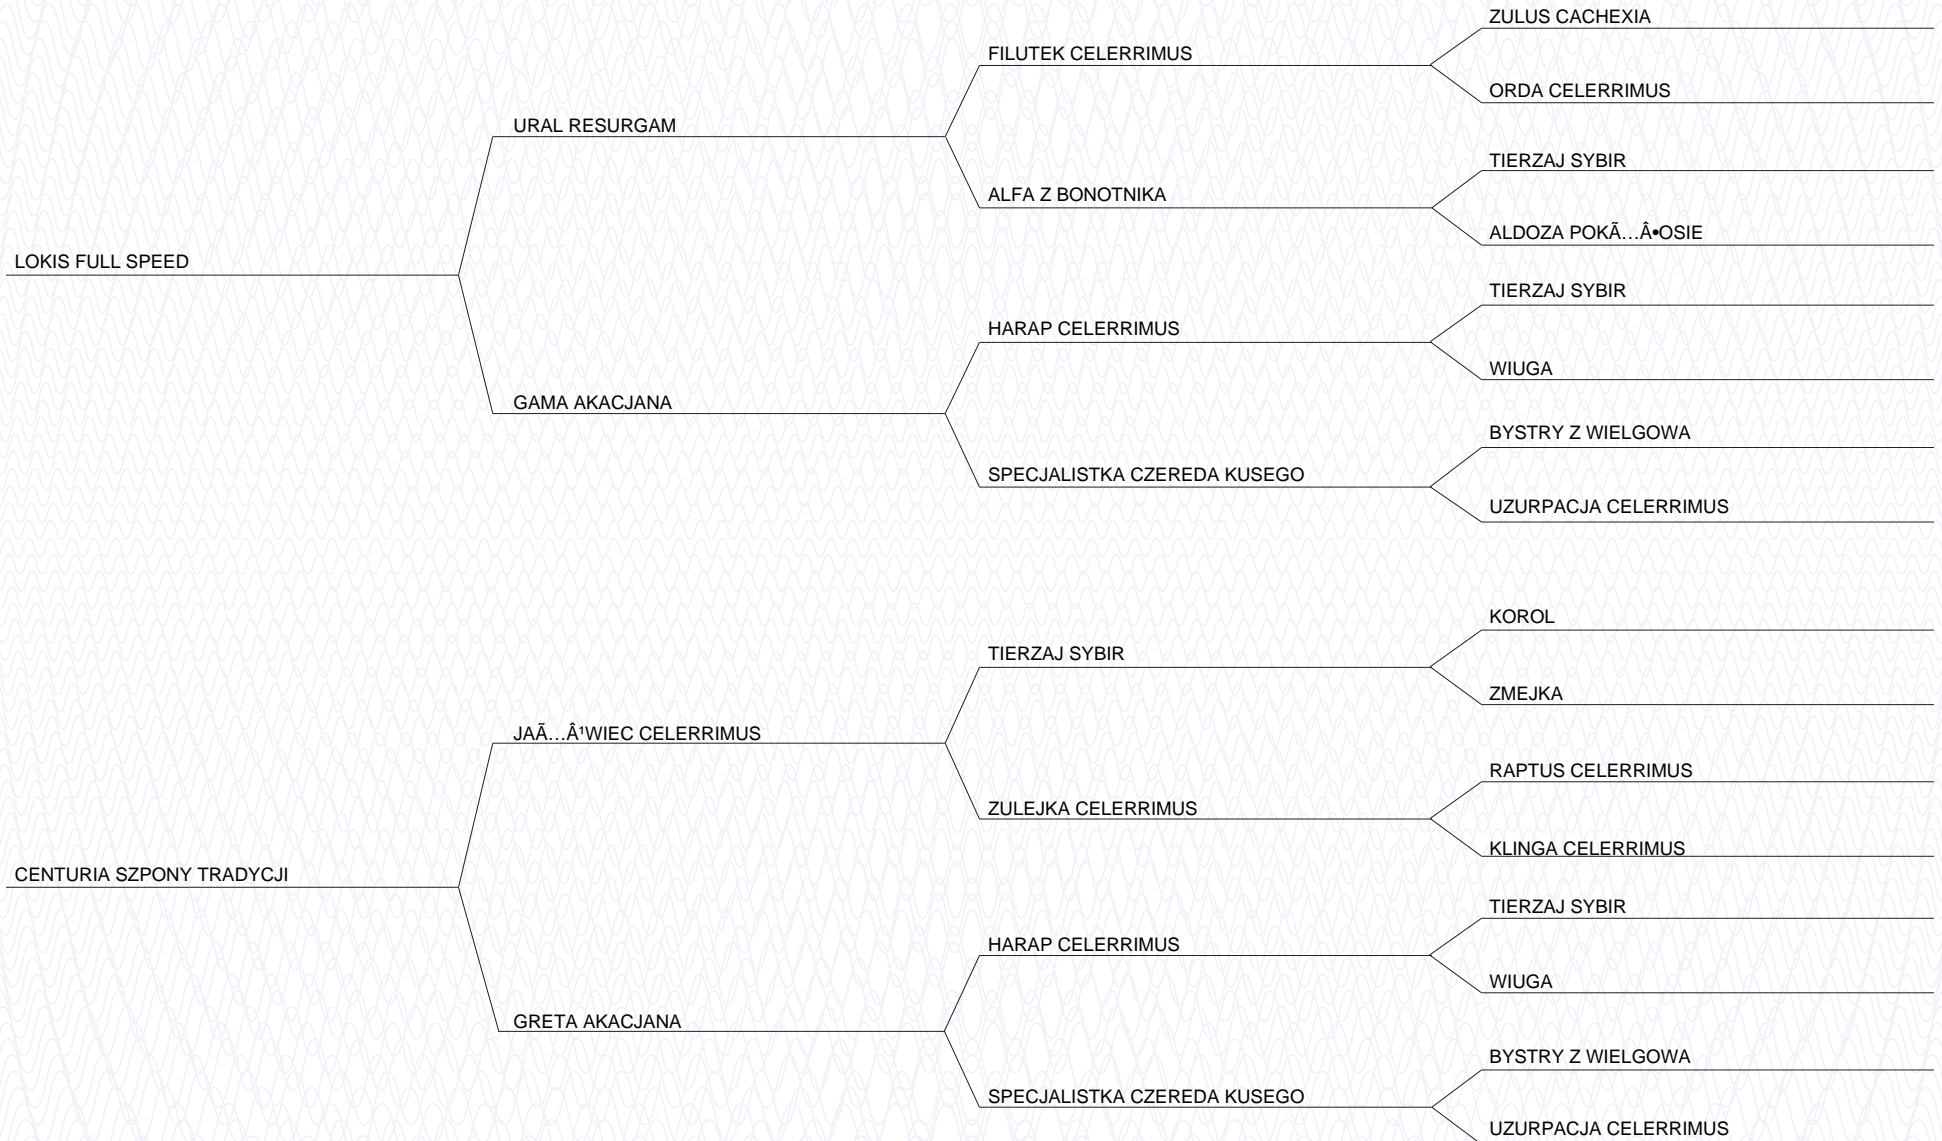 ZULUS CACHEXIA
FILUTEK CELERRIMUS
ORDA CELERRIMUS
URAL RESURGAM
TIERZAJ SYBIR
ALFA Z BONOTNIKA
ALDOZA POKÃ…Â•OSIE
LOKIS FULL SPEED
TIERZAJ SYBIR
HARAP CELERRIMUS
WIUGA
GAMA AKACJANA
BYSTRY Z WIELGOWA
SPECJALISTKA CZEREDA KUSEGO
UZURPACJA CELERRIMUS
KOROL
TIERZAJ SYBIR
ZMEJKA
JAÃ…Â¹WIEC CELERRIMUS
RAPTUS CELERRIMUS
ZULEJKA CELERRIMUS
KLINGA CELERRIMUS
CENTURIA SZPONY TRADYCJI
TIERZAJ SYBIR
HARAP CELERRIMUS
WIUGA
GRETA AKACJANA
BYSTRY Z WIELGOWA
SPECJALISTKA CZEREDA KUSEGO
UZURPACJA CELERRIMUS